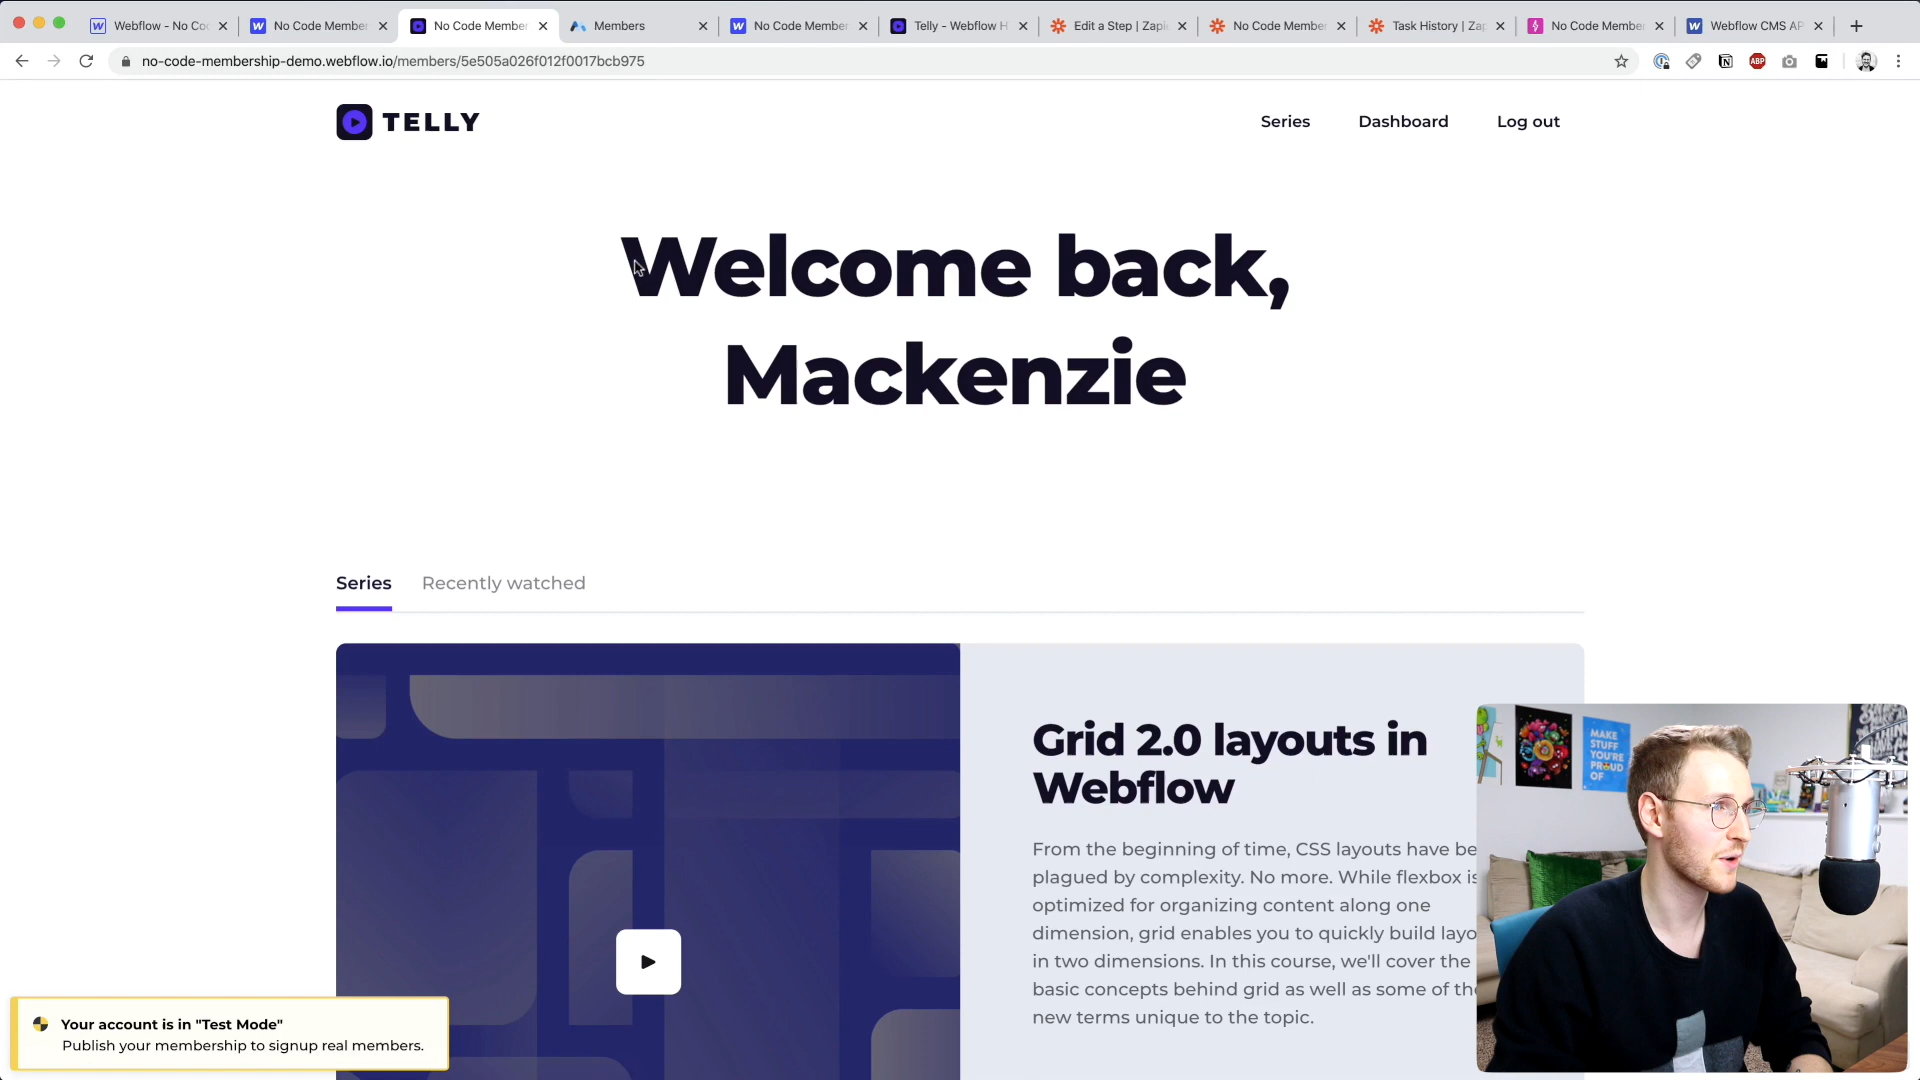 Webflow - No Co
No Code Member
No Code Member
Members
No Code Member
Telly - Webflow H
Edit a Step | Zapi
No Code Member
Task History | Za
No Code Membe
Webflow CMS AP
no-code-membership-demo.webflow.io/members/5e505a026f012f0017bcb975
ABP
TELLY
Series
Dashboard
Log out
Welcome back,
Mackenzie
Series
Recently watched
Grid 2.0 layouts in
Webflow
From the beginning of time, CSS layouts have be
plagued by complexity. No more. While flexbox is
optimized for organizing content along one
dimension, grid enables you to quickly build layo
in two dimensions. In this course, we'll cover the
basic concepts behind grid as well as some of the
new terms unique to the topic.
MAKE
STUFF
YOU'RE
PROUD
OF
Your account is in "Test Mode"
Publish your membership to signup real members.